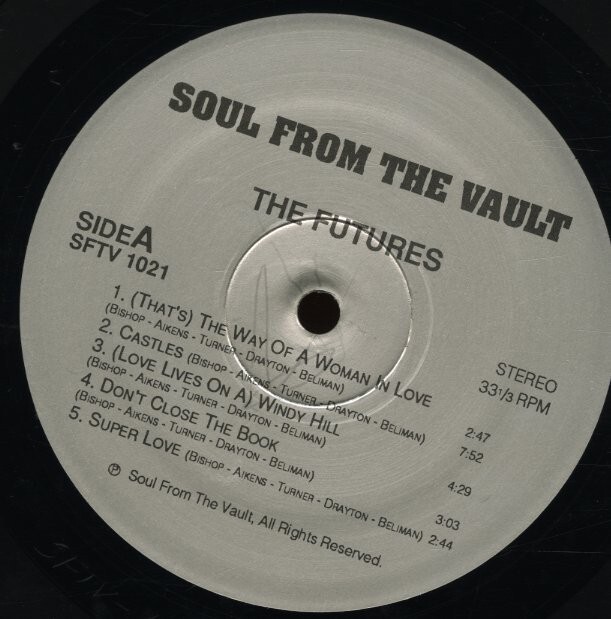 SOUL FROM THE VAULT
THE FUTURES
SIDE A
SFTV 1021
STEREO
33 1/3 RPM
1. (THAT'S) THE WAY OF A WOMAN IN LOVE 2:47
(BISHOP - AIKENS - TURNER - DRAYTON - BELIMAN)
2. CASTLES (BISHOP - AIKENS - TURNER - DRAYTON - BELIMAN) 7:52
3. (LOVE LIVES ON A) WINDY HILL 4:29
(BISHOP - AIKENS - TURNER - DRAYTON - BELIMAN)
4. DON'T CLOSE THE BOOK 3:03
(BISHOP - AIKENS - TURNER - DRAYTON - BELIMAN)
5. SUPER LOVE (BISHOP - AIKENS - TURNER - DRAYTON - BELIMAN) 2:44
℗ Soul From The Vault, All Rights Reserved.